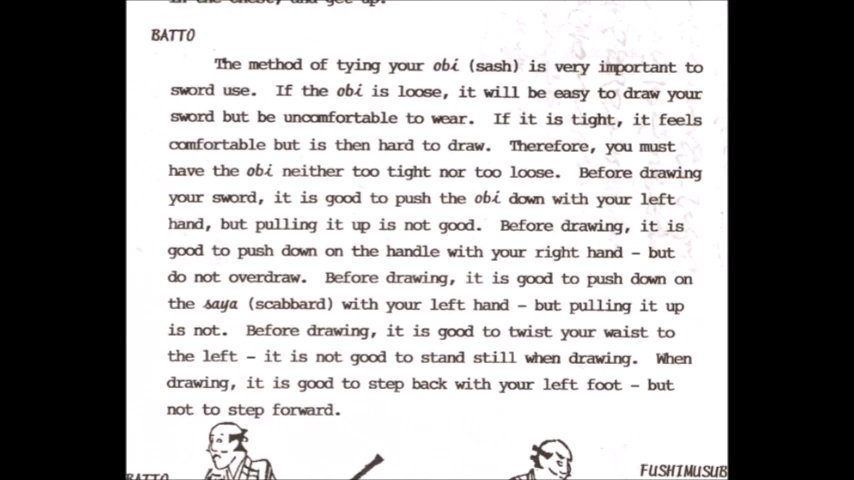 in the chest, and get up.
BATTO
The method of tying your obi (sash) is very important to
sword use. If the obi is loose, it will be easy to draw your
sword but be uncomfortable to wear. If it is tight, it feels
comfortable but is then hard to draw. Therefore, you must
have the obi neither too tight nor too loose. Before drawing
your sword, it is good to push the obi down with your left
hand, but pulling it up is not good. Before drawing, it is
good to push down on the handle with your right hand - but
do not overdraw. Before drawing, it is good to push down on
the saya (scabbard) with your left hand - but pulling it up
is not. Before drawing, it is good to twist your waist to
the left - it is not good to stand still when drawing. When
drawing, it is good to step back with your left foot - but
not to step forward.
BATTO
FUSHIMUSUB